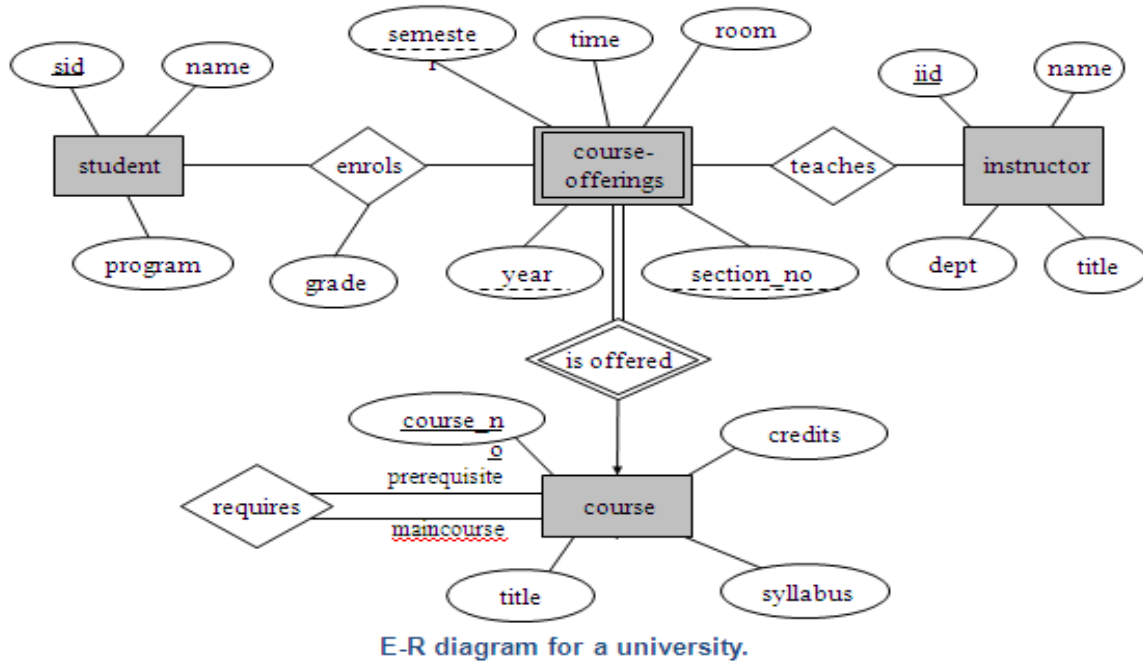 semeste
r
time
room
sid
name
iid
name
student
enrols
course-
offerings
teaches
instructor
program
grade
year
section_no
dept
title
is offered
course_n
o
credits
prerequisite
requires
course
maincourse
title
syllabus
E-R diagram for a university.